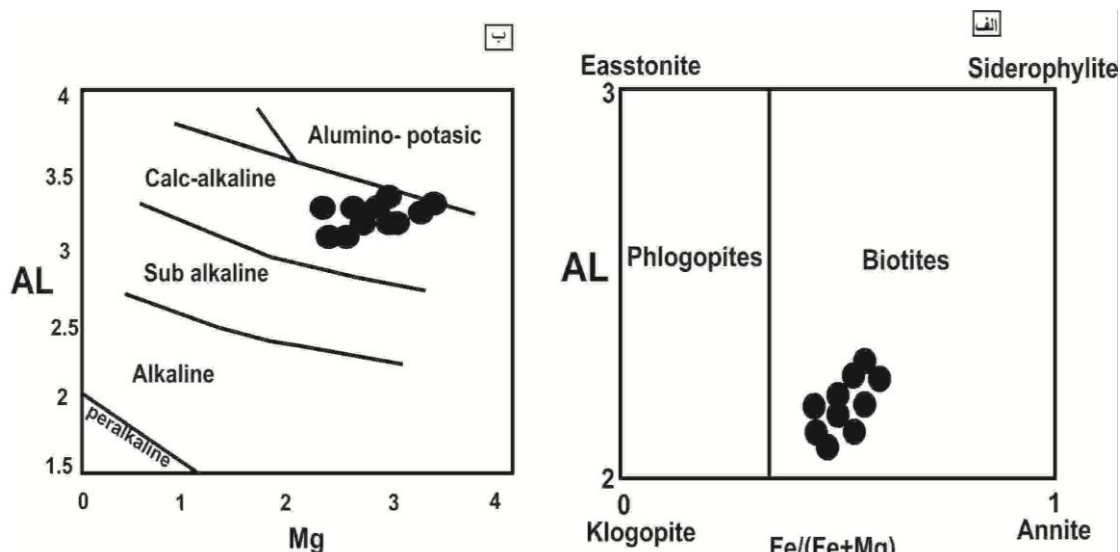 ب
4
3.5
3
2.5
2
1.5
AL
Alumino- potasic
Calc-alkaline
Sub alkaline
Alkaline
peralkaline
0 1 2 3 4
Mg
الف
Easstonite Siderophylite
3
AL
Phlogopites
Biotites
2
0 1
Klogopite Annite
Fe/(Fe+Mg)